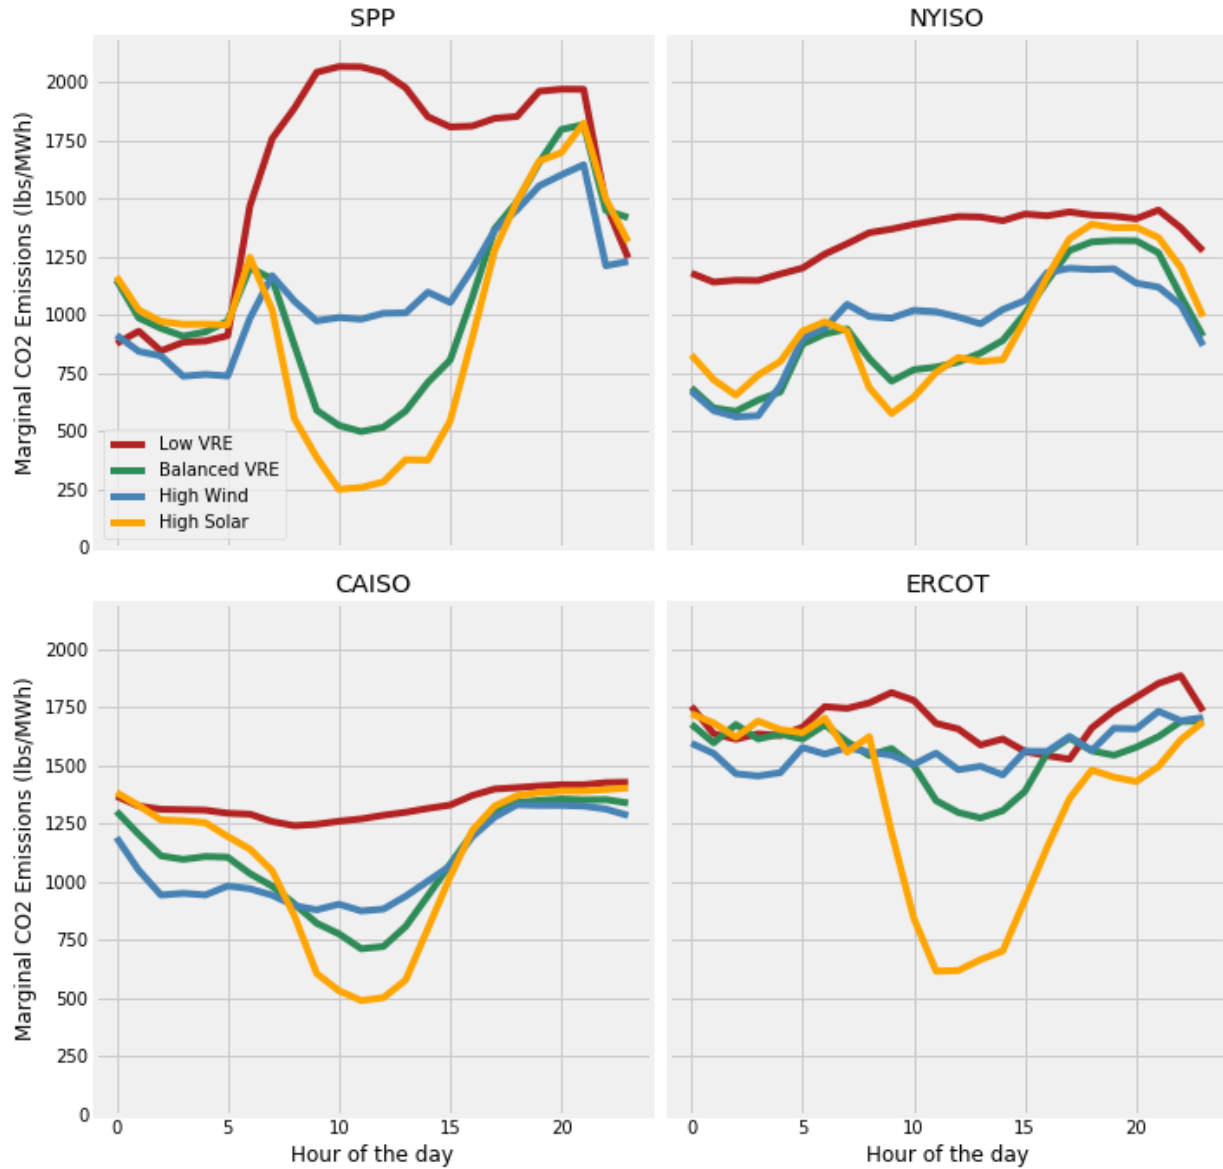 SPP
NYISO
Marginal CO2 Emissions (lbs/MWh)
2000
1750
1500
1250
1000
750
500
250
0
Low VRE
Balanced VRE
High Wind
High Solar
CAISO
ERCOT
Marginal CO2 Emissions (lbs/MWh)
2000
1750
1500
1250
1000
750
500
250
0
0 5 10 15 20
Hour of the day
0 5 10 15 20
Hour of the day